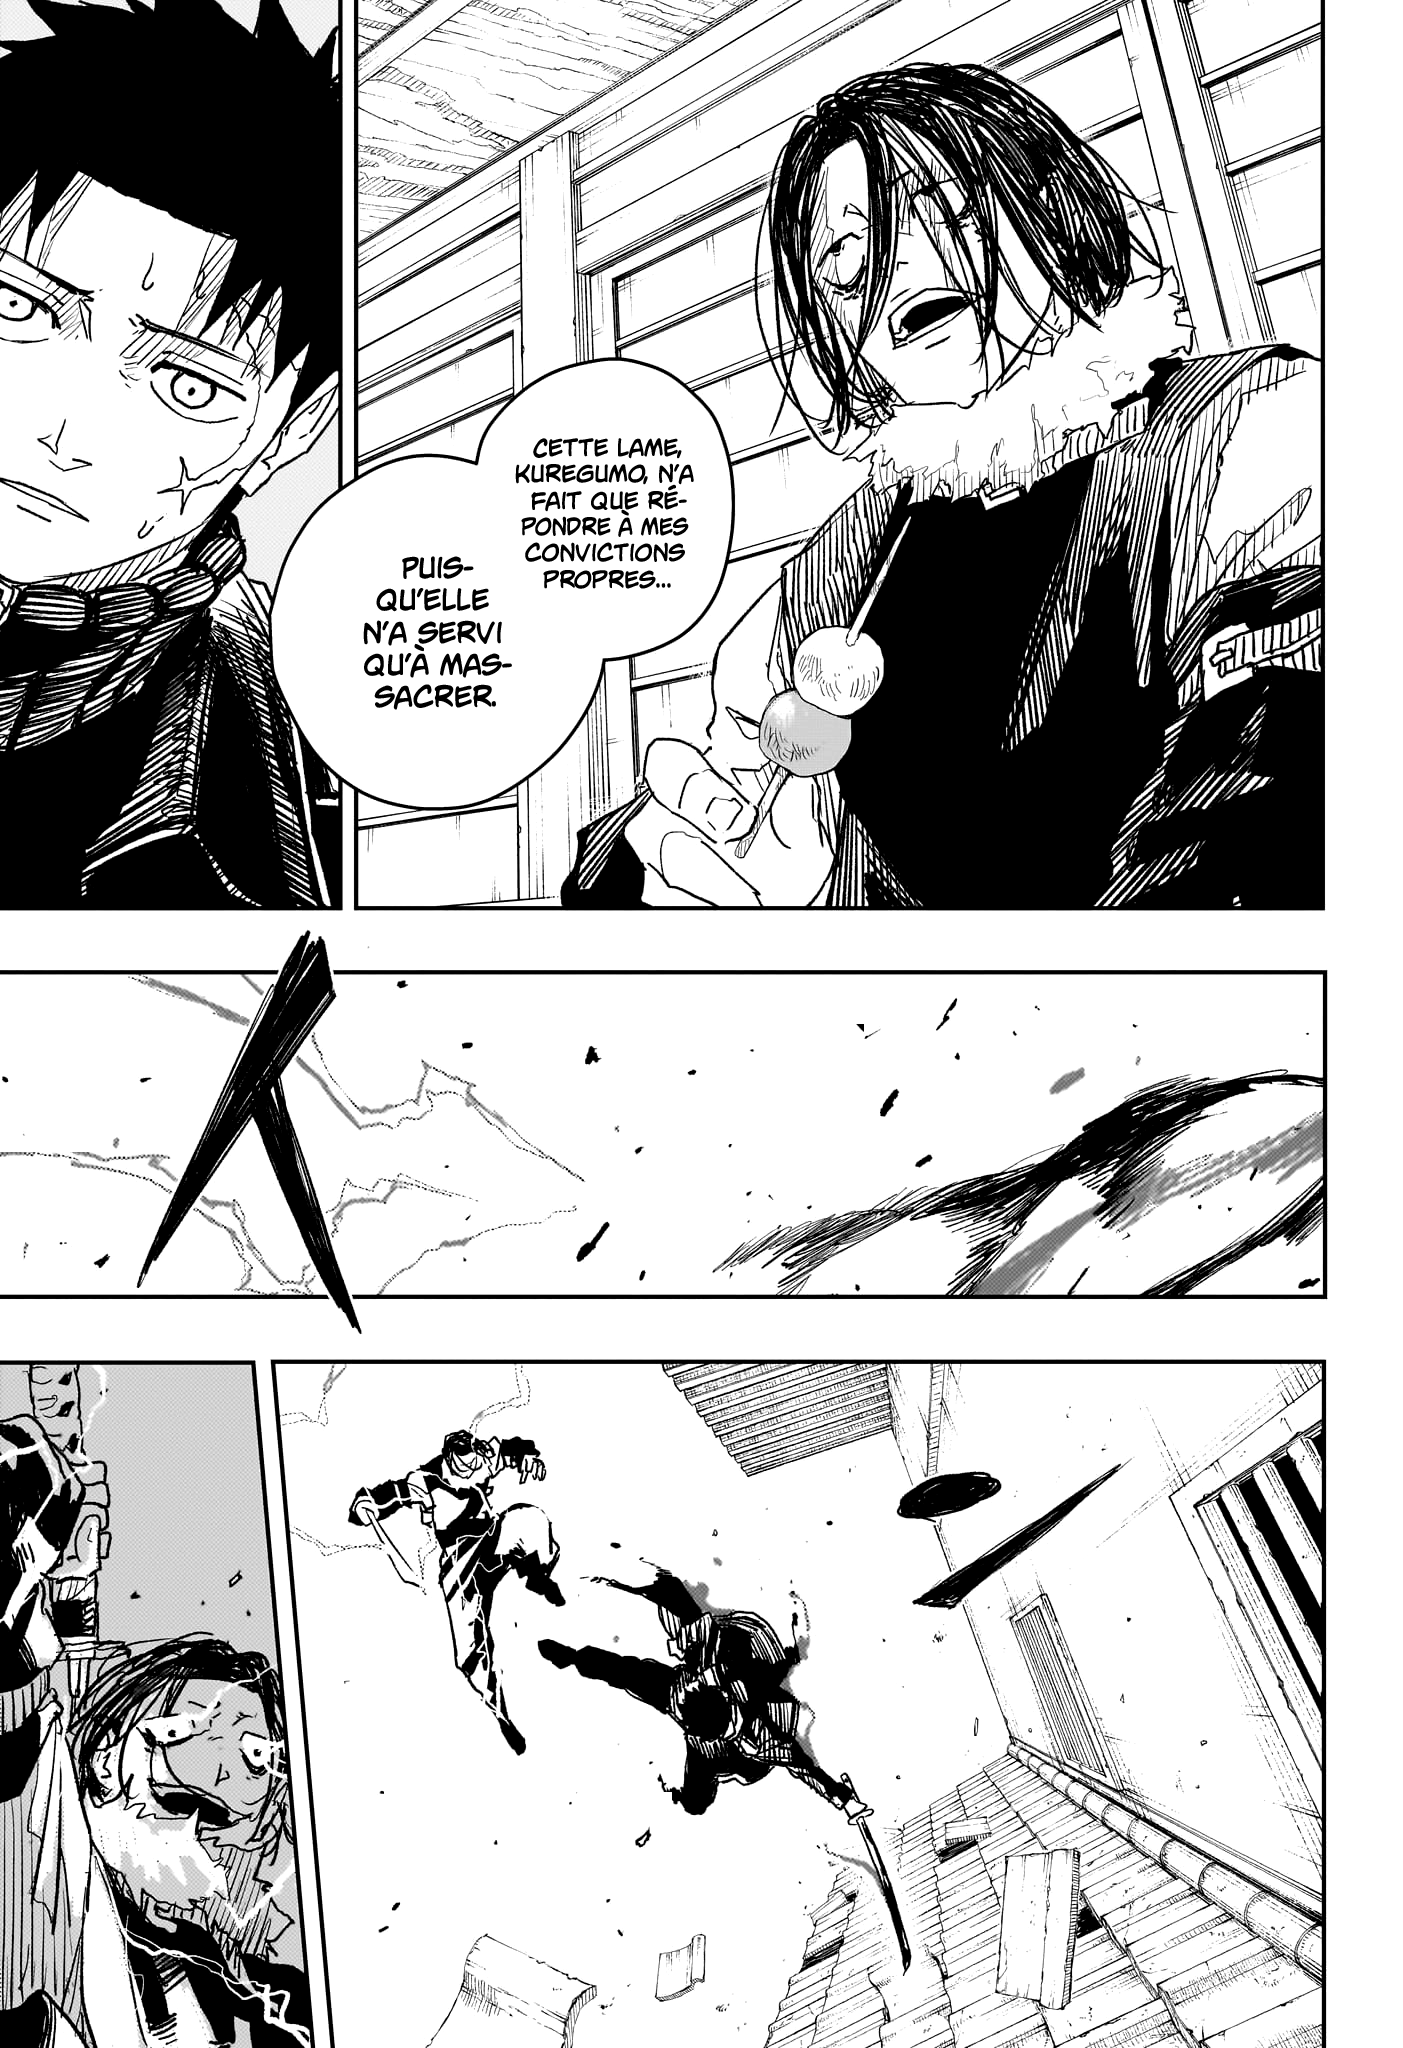 CETTE LAME,
KUREGUMO, N'A
FAIT QUE RÉ-
PONDRE À MES
CONVICTIONS
PROPRES...
PUIS-
QU'ELLE
N'A SERVI
QU'À MAS-
SACRER.